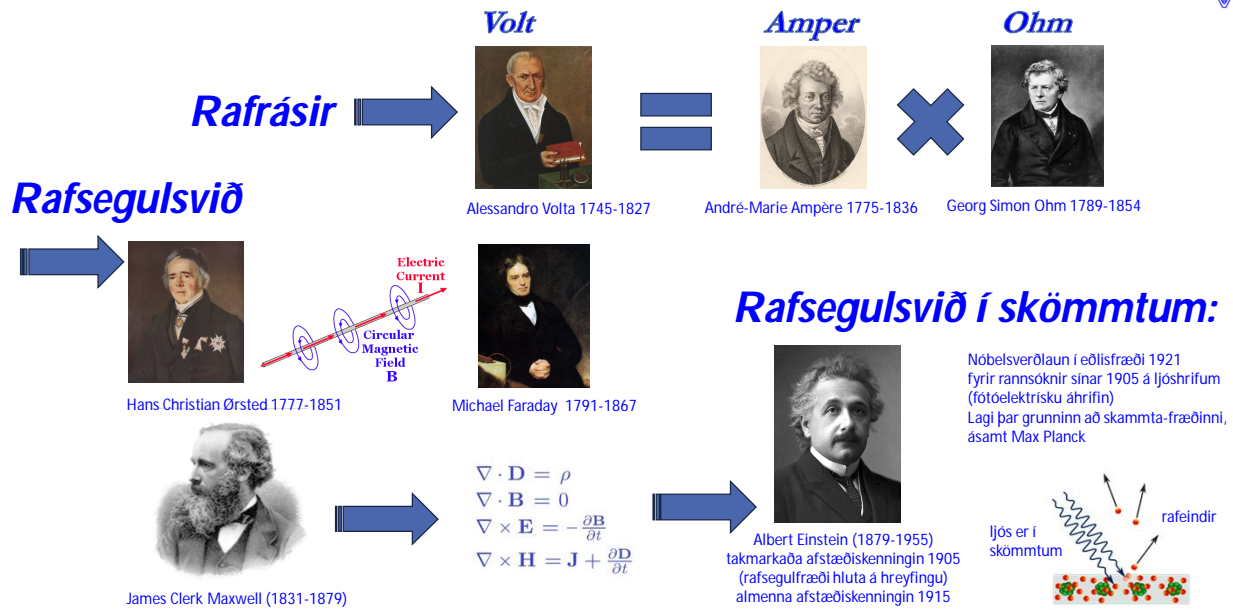 Volt
Amper
Ohm
Rafrásir
Alessandro Volta 1745-1827
André-Marie Ampère 1775-1836
Georg Simon Ohm 1789-1854
Rafsegulsvið
Electric
Current
I
Circular
Magnetic
Field
B
Hans Christian Ørsted 1777-1851
Michael Faraday 1791-1867
Rafsegulsvið í skömmtum:
Nóbelsverðlaun í eðlisfræði 1921
fyrir rannsóknir sínar 1905 á ljóshrifum
(fótóelektrísku áhrifin)
Lagi þar grunninn að skammta-fræðinni,
ásamt Max Planck
James Clerk Maxwell (1831-1879)
∇ · D = ρ
∇ · B = 0
∇ × E = −∂B/∂t
∇ × H = J + ∂D/∂t
Albert Einstein (1879-1955)
takmarkaða afstæðiskenningin 1905
(rafsegulfræði hluta á hreyfingu)
almenna afstæðiskenningin 1915
ljós er í
skömmtum
rafeindir